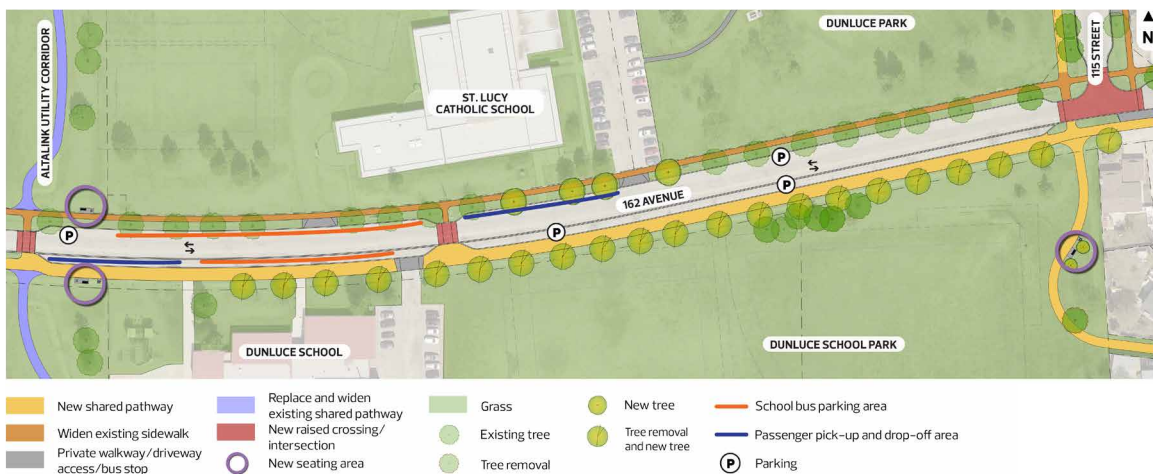 DUNLUCE PARK
N
ALTALINK UTILITY CORRIDOR
115 STREET
ST. LUCY
CATHOLIC SCHOOL
P
162 AVENUE
P
P
P
DUNLUCE SCHOOL
DUNLUCE SCHOOL PARK
New shared pathway
Widen existing sidewalk
Private walkway/driveway
access/bus stop
Replace and widen
existing shared pathway
New raised crossing/
intersection
New seating area
Grass
Existing tree
Tree removal
New tree
Tree removal
and new tree
School bus parking area
Passenger pick-up and drop-off area
P Parking